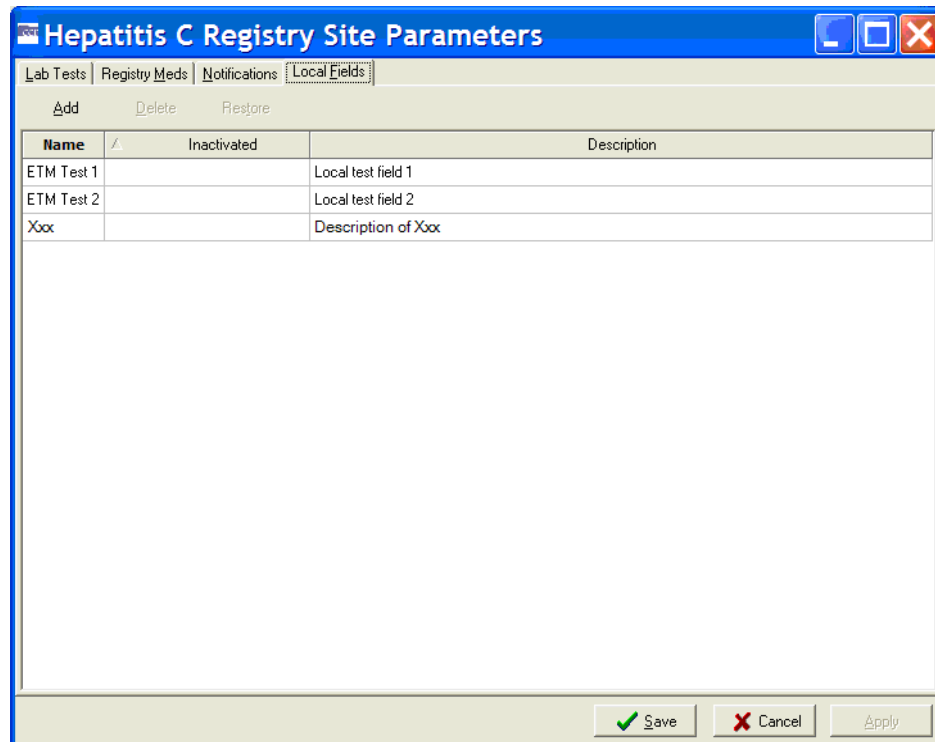 Hepatitis C Registry Site Parameters
Lab Tests Registry Meds Notifications Local Fields
Add Delete Restore
Name Inactivated Description
ETM Test 1 Local test field 1
ETM Test 2 Local test field 2
Xxx Description of Xxx
Save Cancel Apply